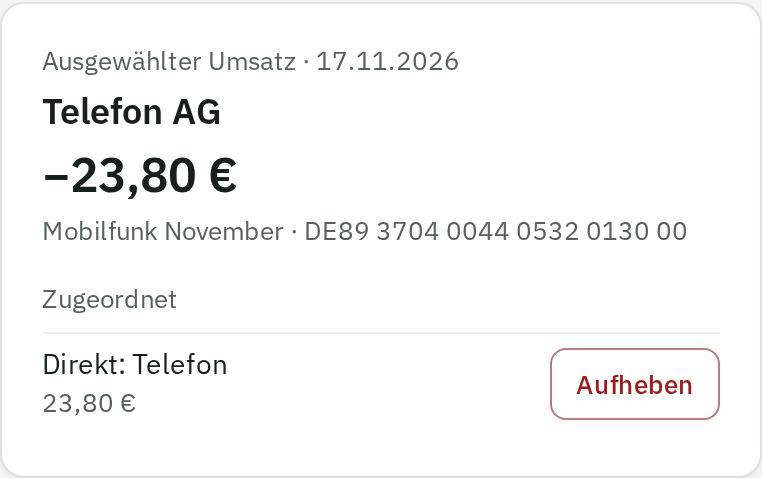 Ausgewählter Umsatz · 17.11.2026
Telefon AG
−23,80 €
Mobilfunk November · DE89 3704 0044 0532 0130 00
Zugeordnet
Direkt: Telefon
23,80 €
Aufheben